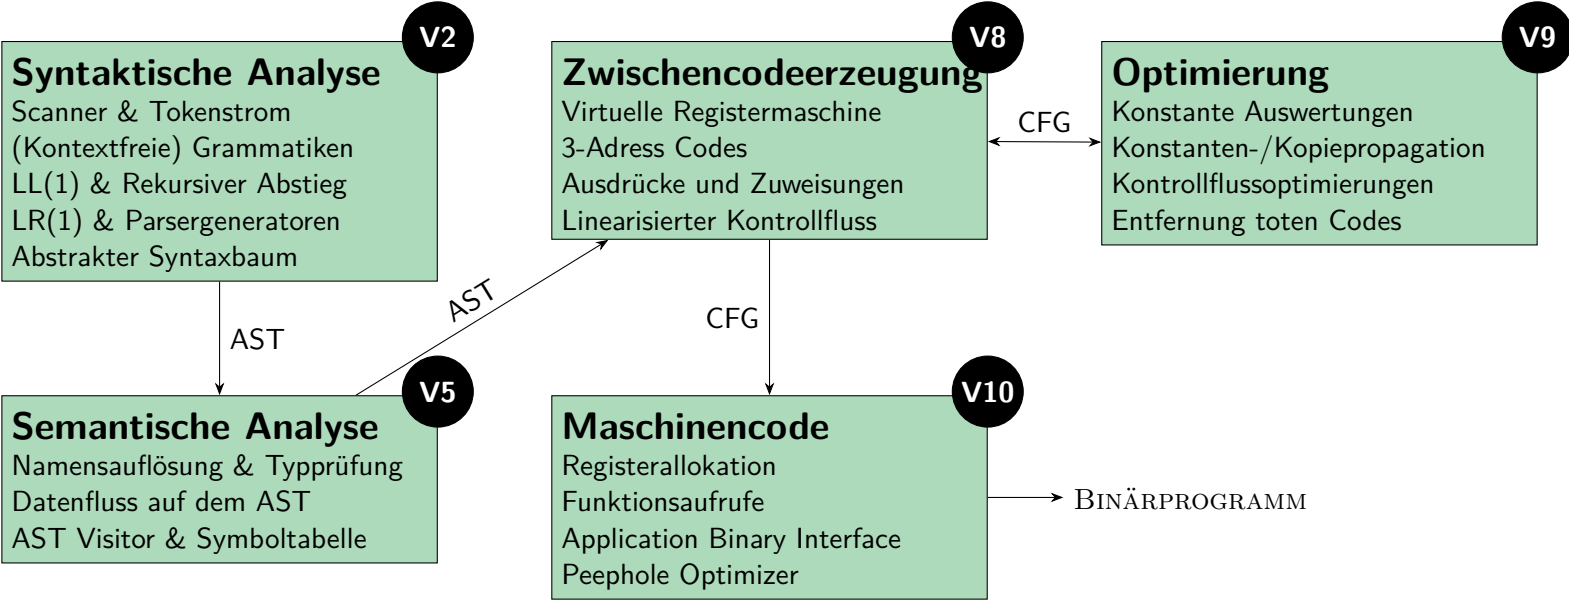 V2
Syntaktische Analyse
Scanner & Tokenstrom
(Kontextfreie) Grammatiken
LL(1) & Rekursiver Abstieg
LR(1) & Parsergeneratoren
Abstrakter Syntaxbaum
AST
V5
Semantische Analyse
Namensauflösung & Typprüfung
Datenfluss auf dem AST
AST Visitor & Symboltabelle
AST
V8
Zwischencodeerzeugung
Virtuelle Registermaschine
3-Adress Codes
Ausdrücke und Zuweisungen
Linearisierter Kontrollfluss
CFG
V9
Optimierung
Konstante Auswertungen
Konstanten-/Kopiepropagation
Kontrollflussoptimierungen
Entfernung toten Codes
CFG
V10
Maschinencode
Registerallokation
Funktionsaufrufe
Application Binary Interface
Peephole Optimizer
Binärprogramm